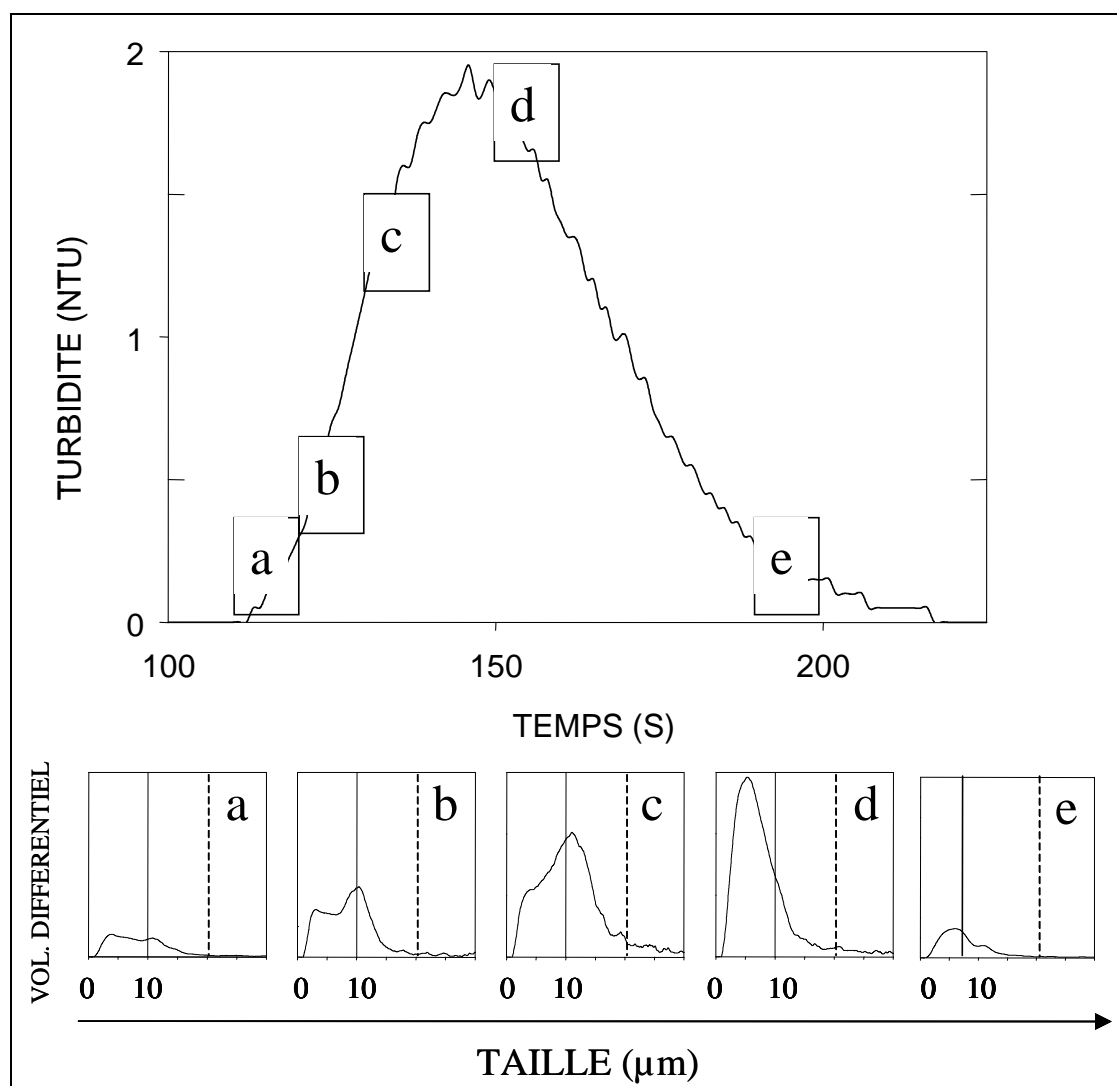 2
TURBIDITE (NTU)
d
c
1
b
a
e
0
100 150 200
TEMPS (S)
VOL. DIFFERENTIEL
a b c d e
0 10 0 10 0 10 0 10 0 10
TAILLE (µm)